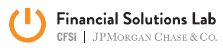 Financial Solutions Lab
CFSi | JPMORGAN CHASE & CO.